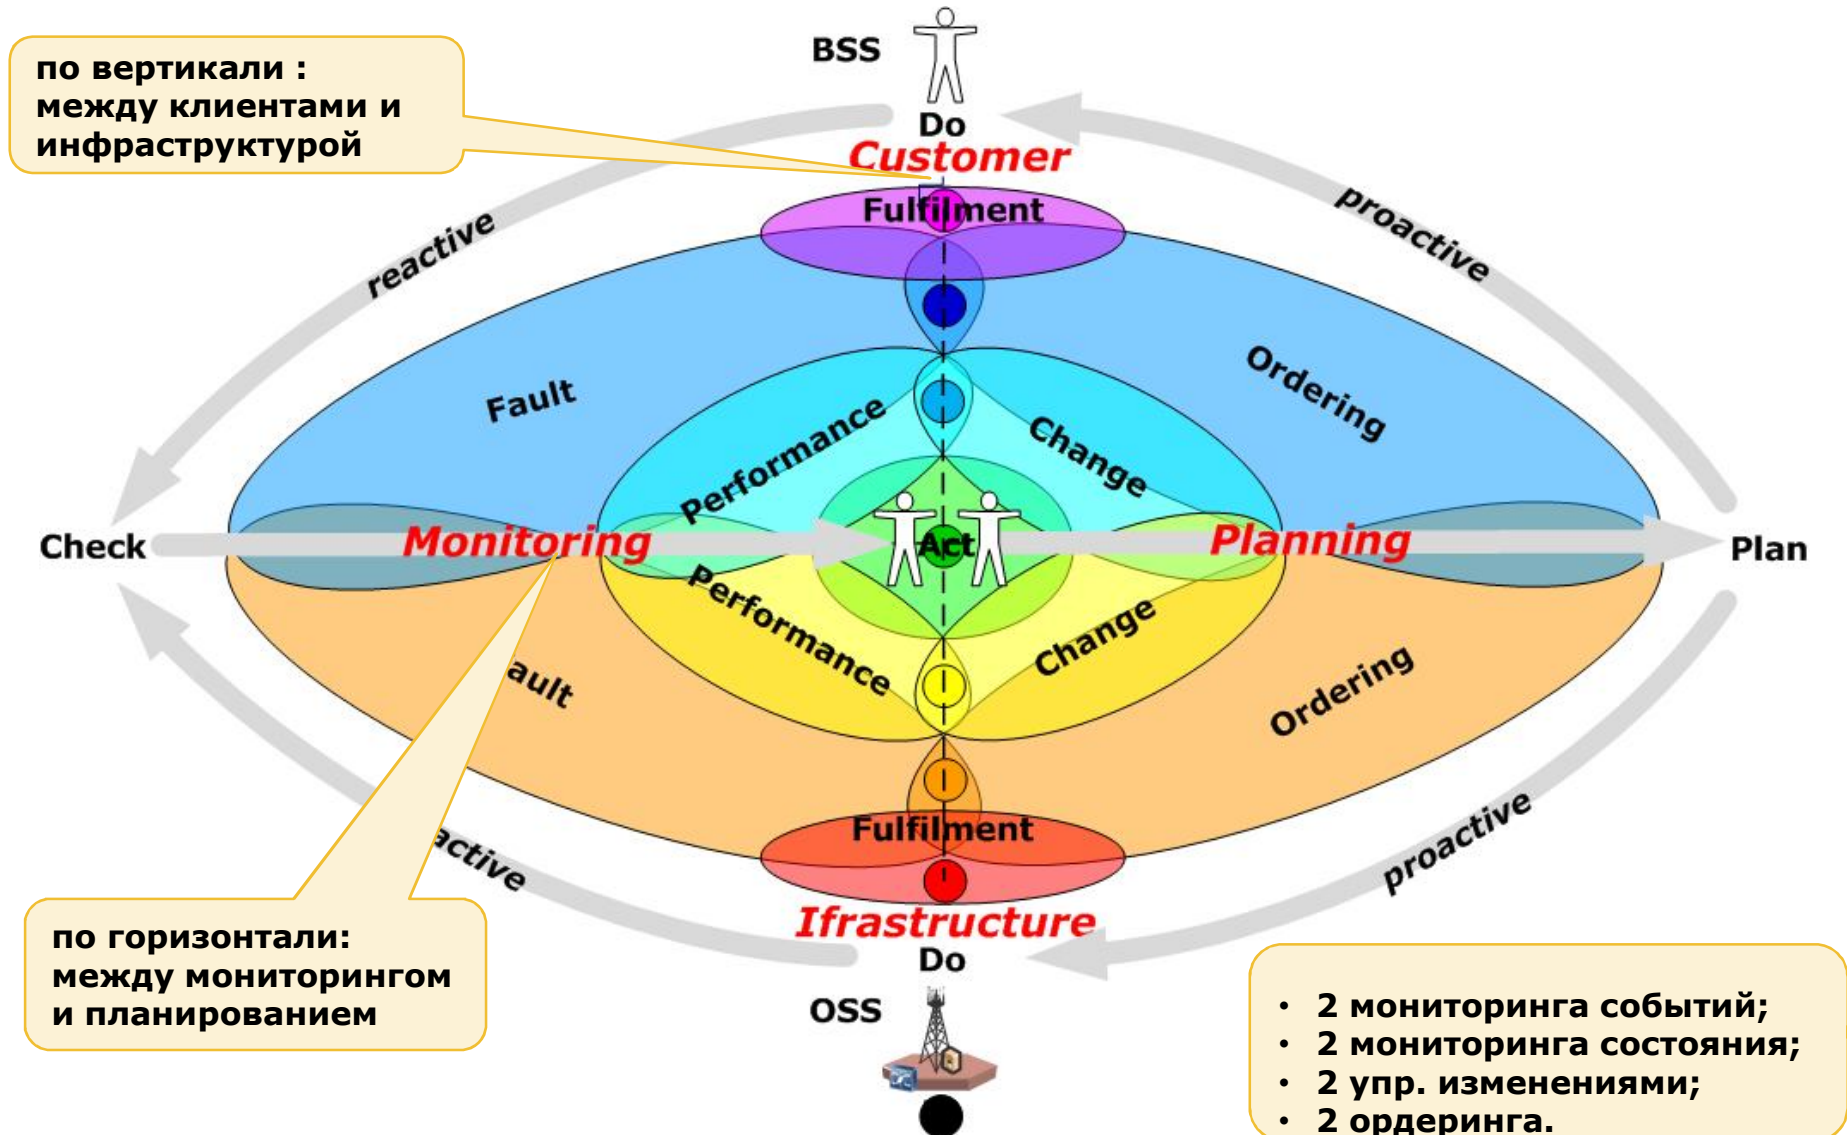 BSS
по вертикали :
между клиентами и
инфраструктурой
Do
Customer
Fulfilment
reactive
proactive
Fault
Ordering
Performance
Change
Check
Monitoring
Act
Planning
Plan
Performance
Change
ault
Ordering
Fulfilment
active
proactive
Ifrastructure
по горизонтали:
между мониторингом
и планированием
Do
OSS
• 2 мониторинга событий;
• 2 мониторинга состояния;
• 2 упр. изменениями;
• 2 ордеринга.